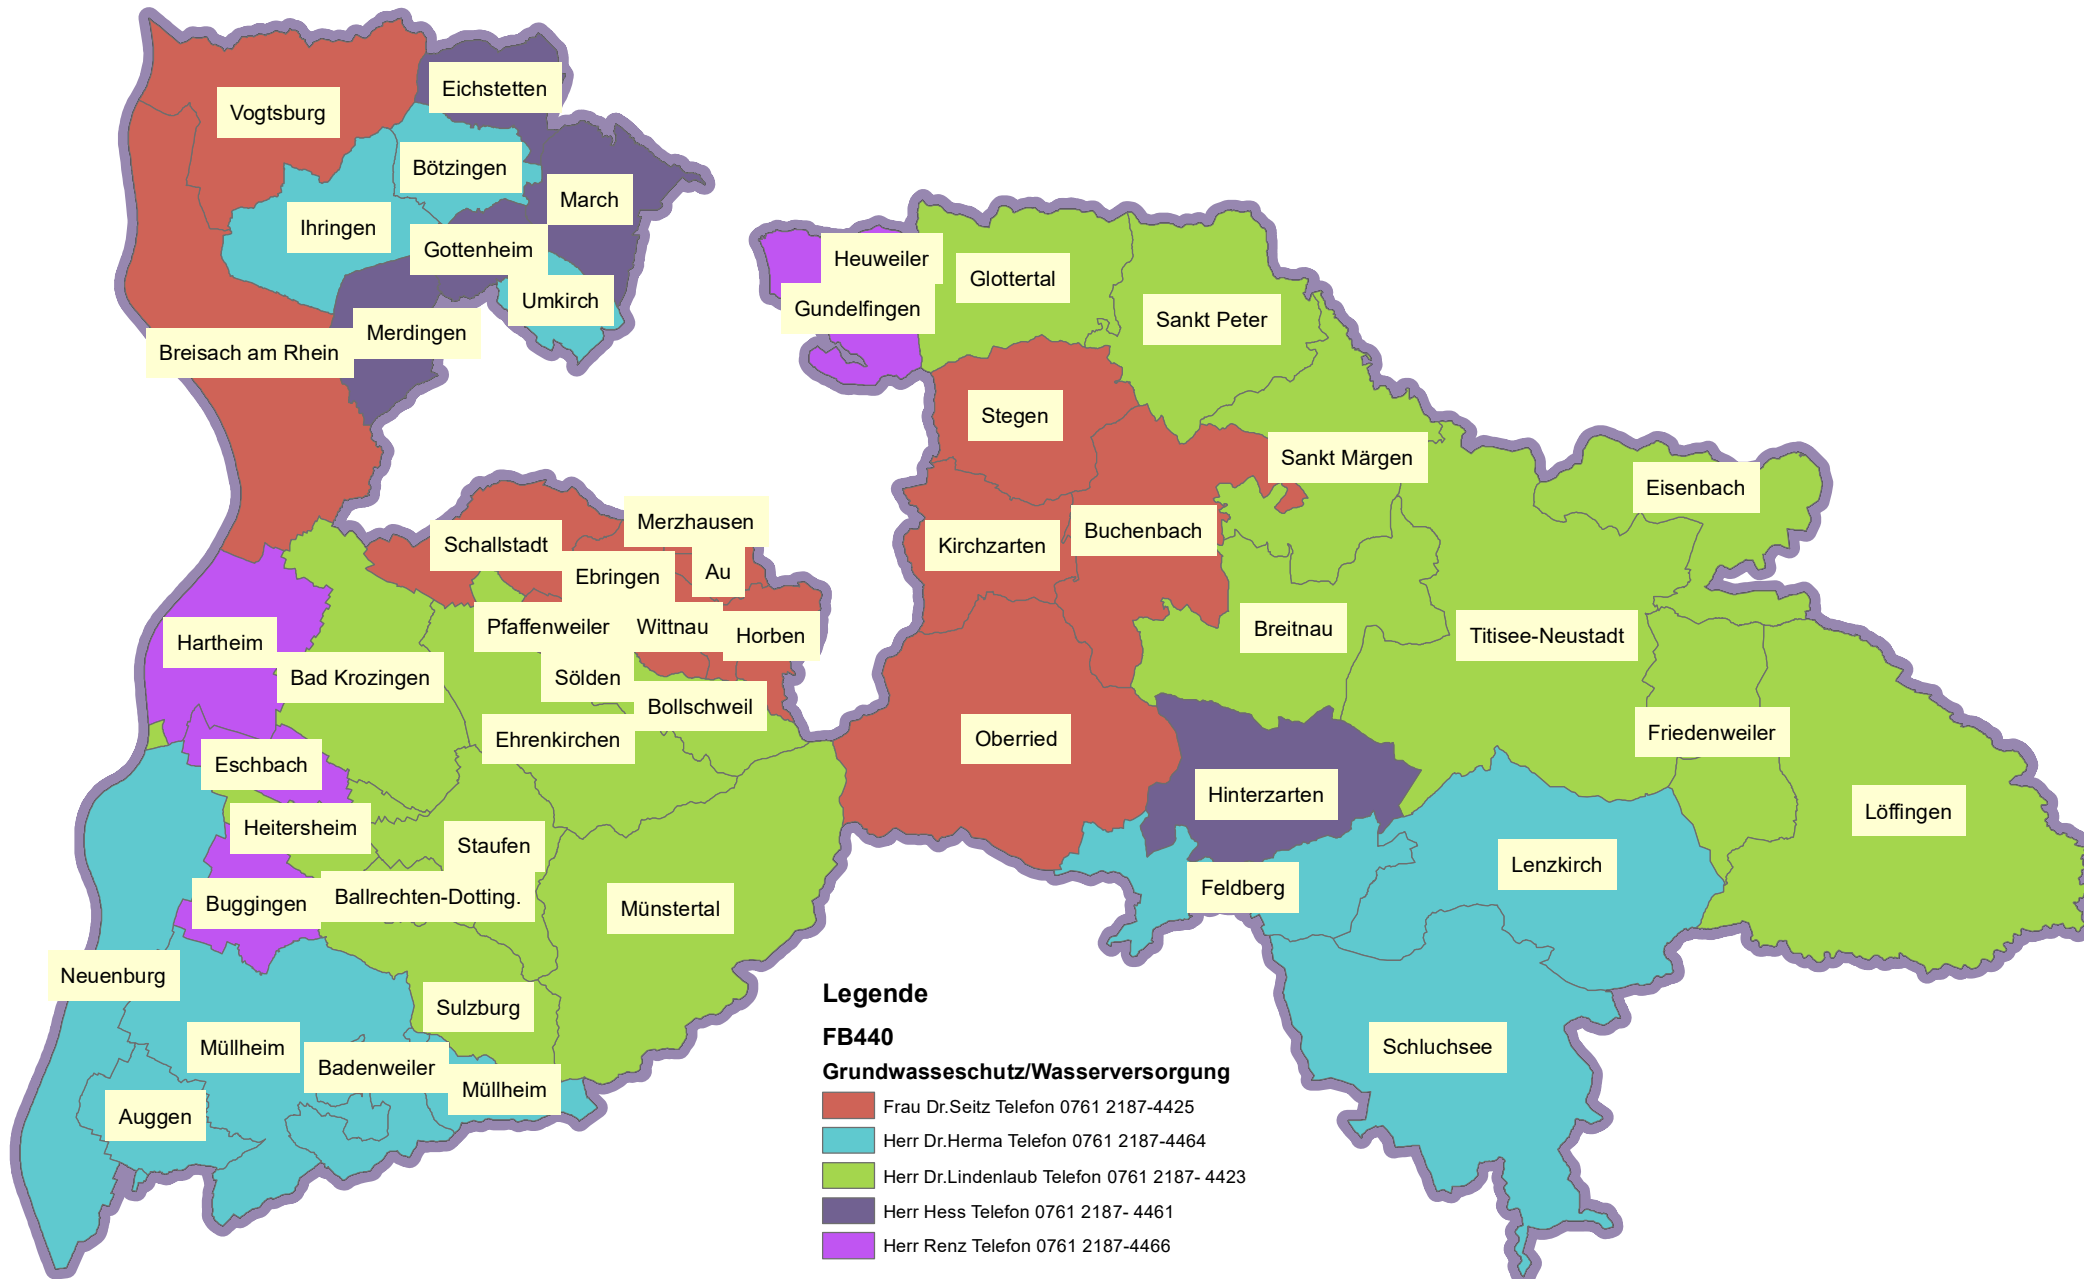 Vogtsburg
Eichstetten
Bötzingen
March
Ihringen
Gottenheim
Umkirch
Merdingen
Breisach am Rhein
Heuweiler
Glottertal
Gundelfingen
Sankt Peter
Stegen
Sankt Märgen
Eisenbach
Merzhausen
Schallstadt
Kirchzarten
Buchenbach
Au
Ebringen
Pfaffenweiler
Wittnau
Horben
Breitnau
Titisee-Neustadt
Hartheim
Bad Krozingen
Sölden
Bollschweil
Ehrenkirchen
Oberried
Friedenweiler
Eschbach
Hinterzarten
Löffingen
Heitersheim
Staufen
Lenzkirch
Feldberg
Buggingen
Ballrechten-Dotting.
Münstertal
Neuenburg
Sulzburg
Müllheim
Badenweiler
Müllheim
Schluchsee
Auggen
Legende
FB440
Grundwasseschutz/Wasserversorgung
Frau Dr.Seitz Telefon 0761 2187-4425
Herr Dr.Herma Telefon 0761 2187-4464
Herr Dr.Lindenlaub Telefon 0761 2187- 4423
Herr Hess Telefon 0761 2187- 4461
Herr Renz Telefon 0761 2187-4466